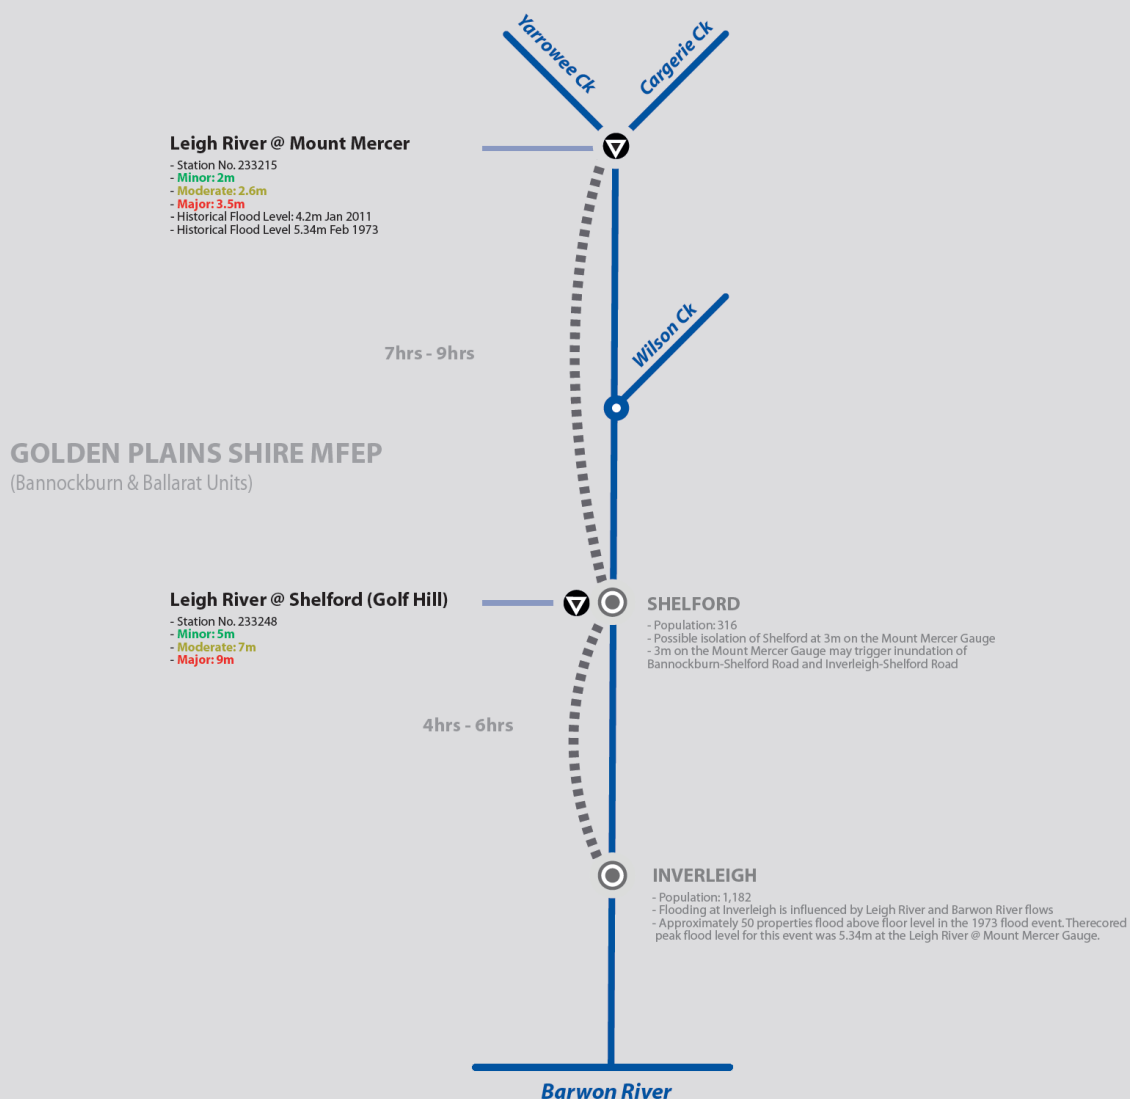 Yarrowee Ck
Cargerie Ck
Leigh River @ Mount Mercer
- Station No. 233215
- Minor: 2m
- Moderate: 2.6m
- Major: 3.5m
- Historical Flood Level: 4.2m Jan 2011
- Historical Flood Level 5.34m Feb 1973
Wilson Ck
7hrs - 9hrs
GOLDEN PLAINS SHIRE MFEP
(Bannockburn & Ballarat Units)
Leigh River @ Shelford (Golf Hill)
- Station No. 233248
- Minor: 5m
- Moderate: 7m
- Major: 9m
SHELFORD
- Population: 316
- Possible isolation of Shelford at 3m on the Mount Mercer Gauge
- 3m on the Mount Mercer Gauge may trigger inundation of
Bannockburn-Shelford Road and Inverleigh-Shelford Road
4hrs - 6hrs
INVERLEIGH
- Population: 1,182
- Flooding at Inverleigh is influenced by Leigh River and Barwon River flows
- Approximately 50 properties flood above floor level in the 1973 flood event. Therecored
peak flood level for this event was 5.34m at the Leigh River @ Mount Mercer Gauge.
Barwon River